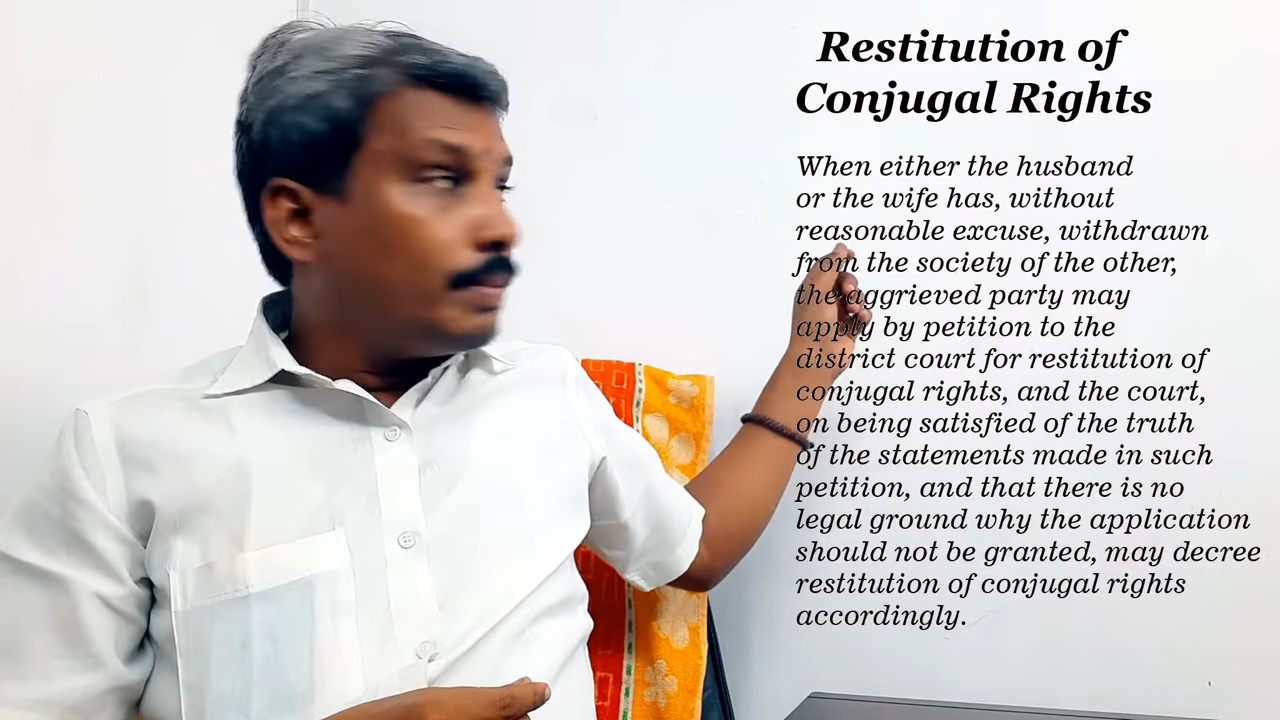 Restitution of
Conjugal Rights
When either the husband
or the wife has, without
reasonable excuse, withdrawn
from the society of the other,
the aggrieved party may
apply by petition to the
district court for restitution of
conjugal rights, and the court,
on being satisfied of the truth
of the statements made in such
petition, and that there is no
legal ground why the application
should not be granted, may decree
restitution of conjugal rights
accordingly.